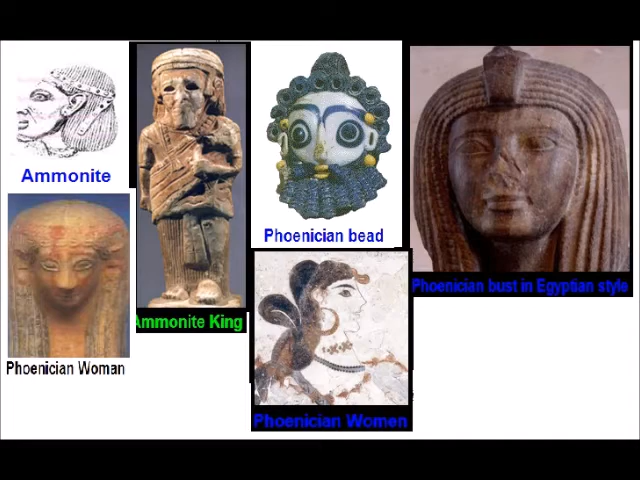 Ammonite
Phoenician bead
Phoenician bust in Egyptian style
Ammonite King
Phoenician Woman
Phoenician Women